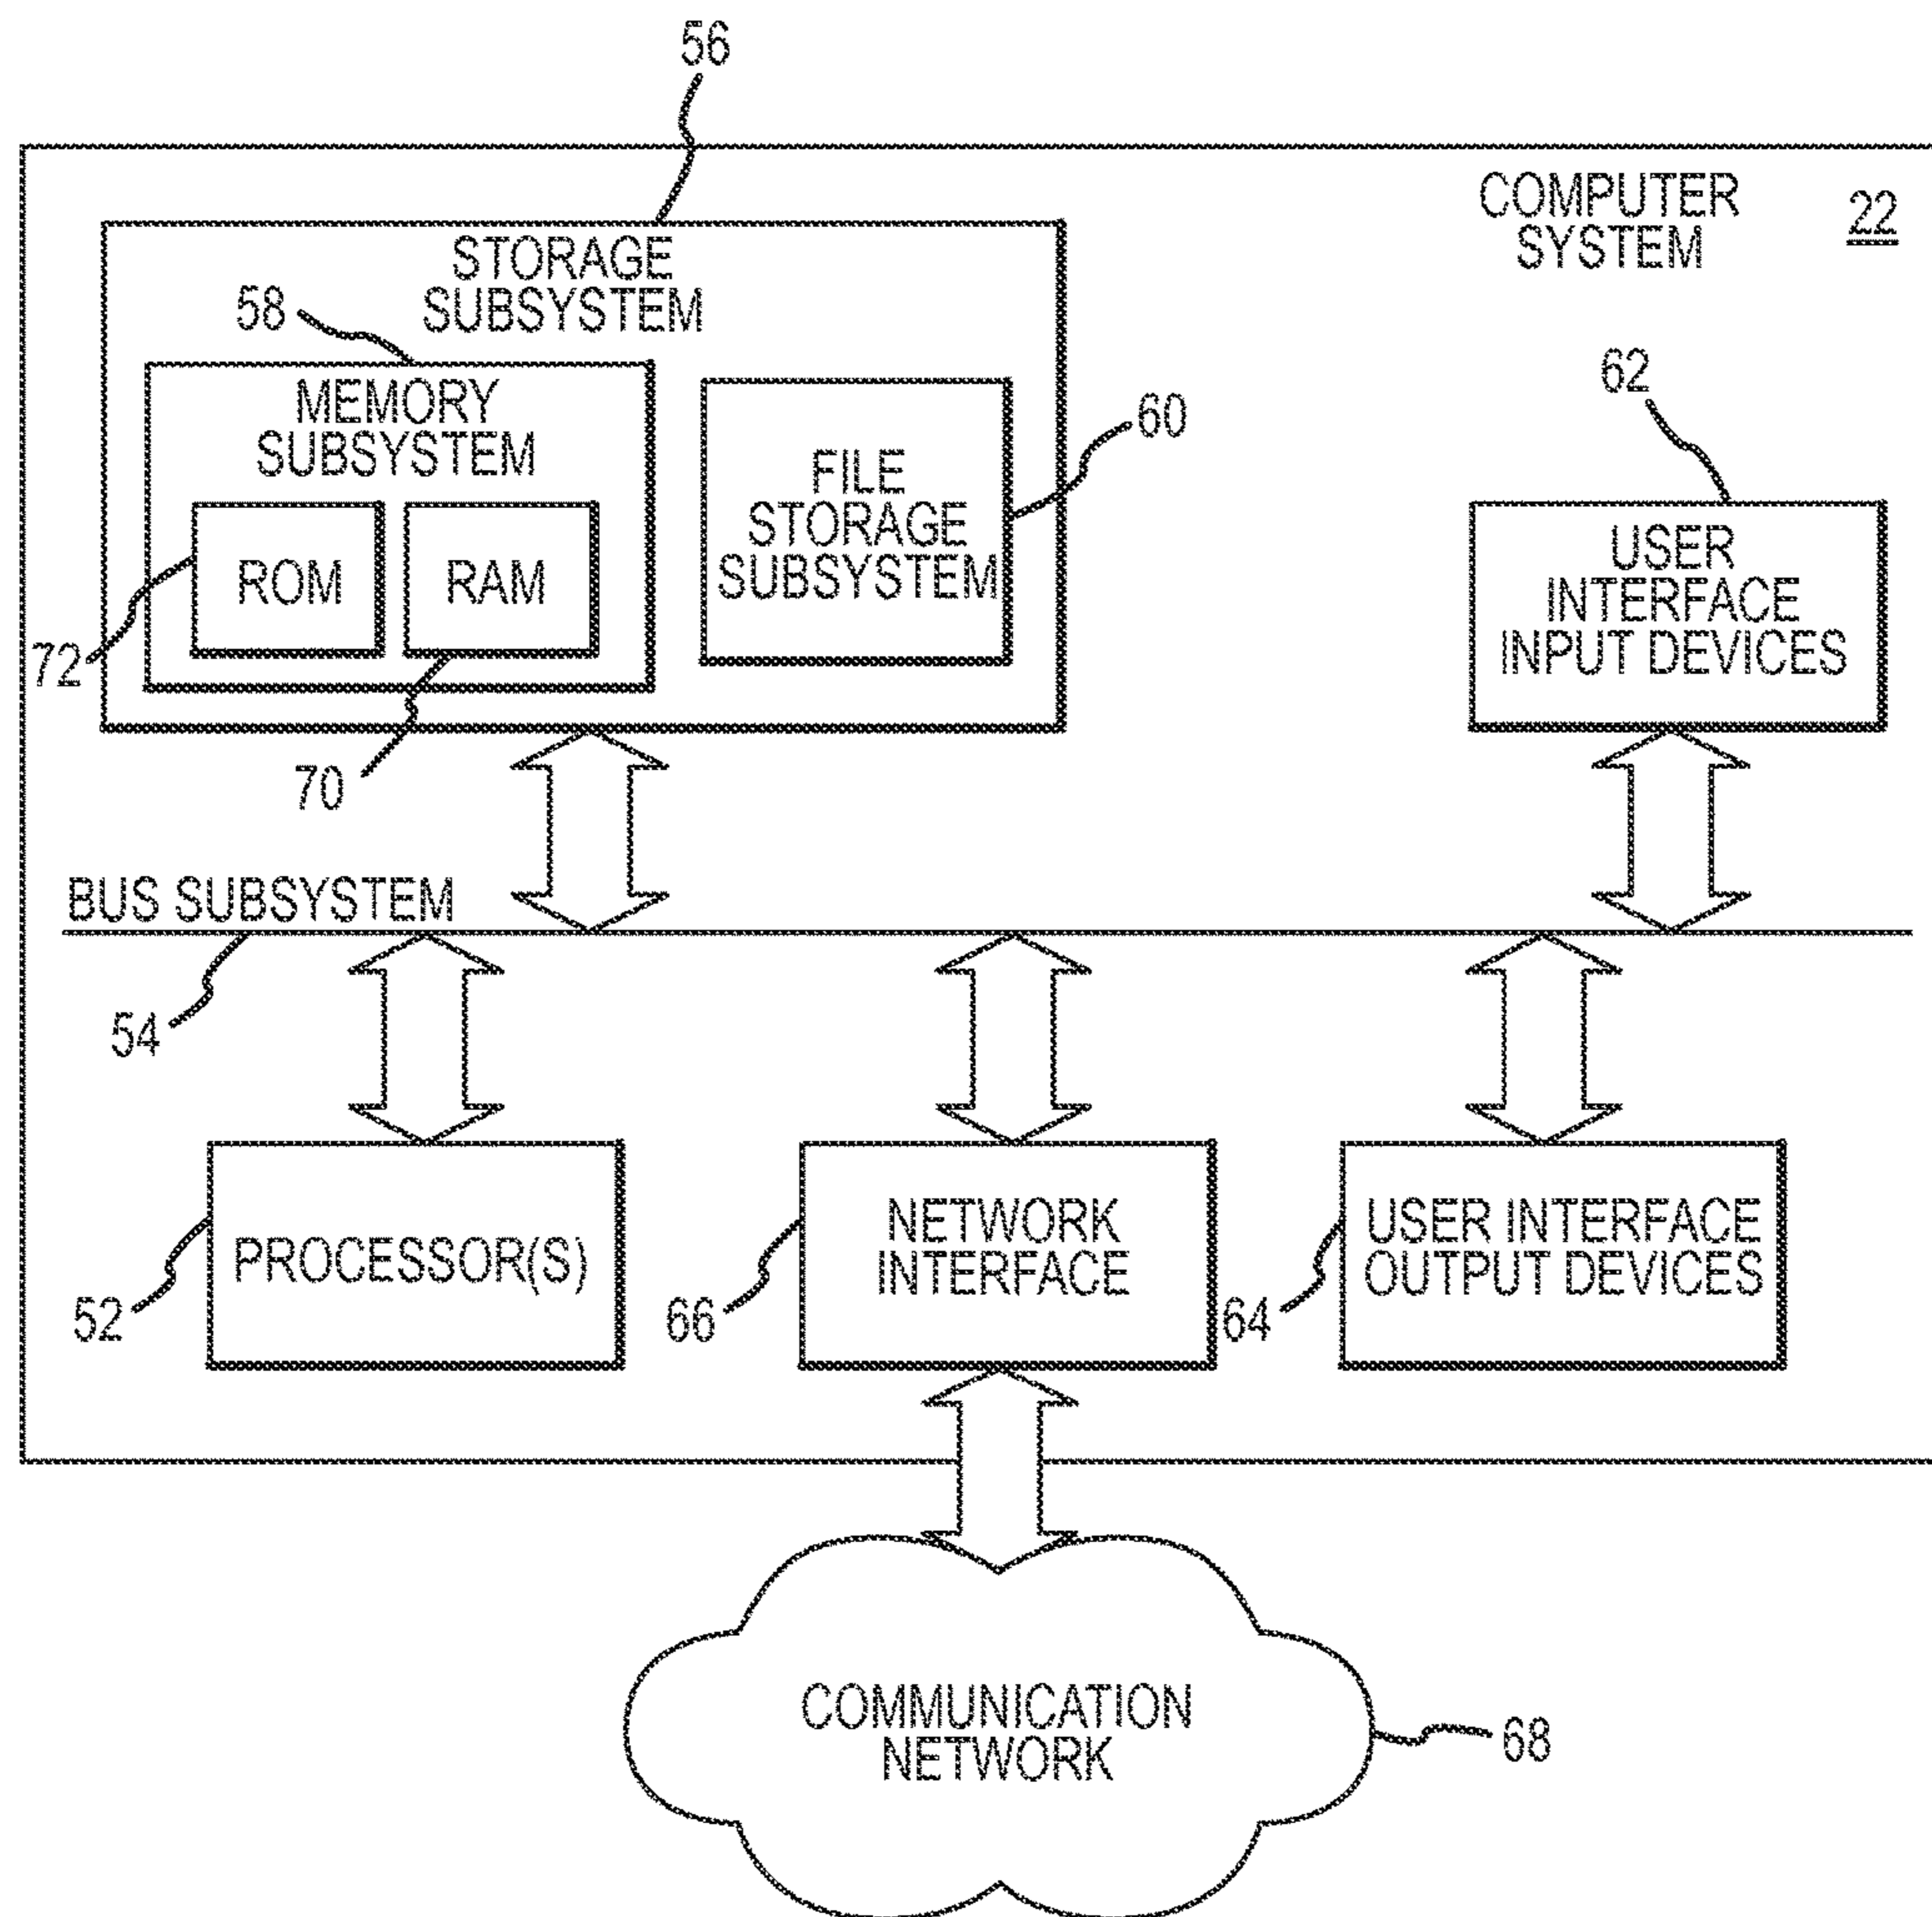 56
COMPUTER
SYSTEM
22
STORAGE
SUBSYSTEM
58
MEMORY
SUBSYSTEM
ROM
RAM
72
70
FILE
STORAGE
SUBSYSTEM
60
62
USER
INTERFACE
INPUT DEVICES
BUS SUBSYSTEM
54
PROCESSOR(S)
52
NETWORK
INTERFACE
66
USER INTERFACE
OUTPUT DEVICES
64
COMMUNICATION
NETWORK
68